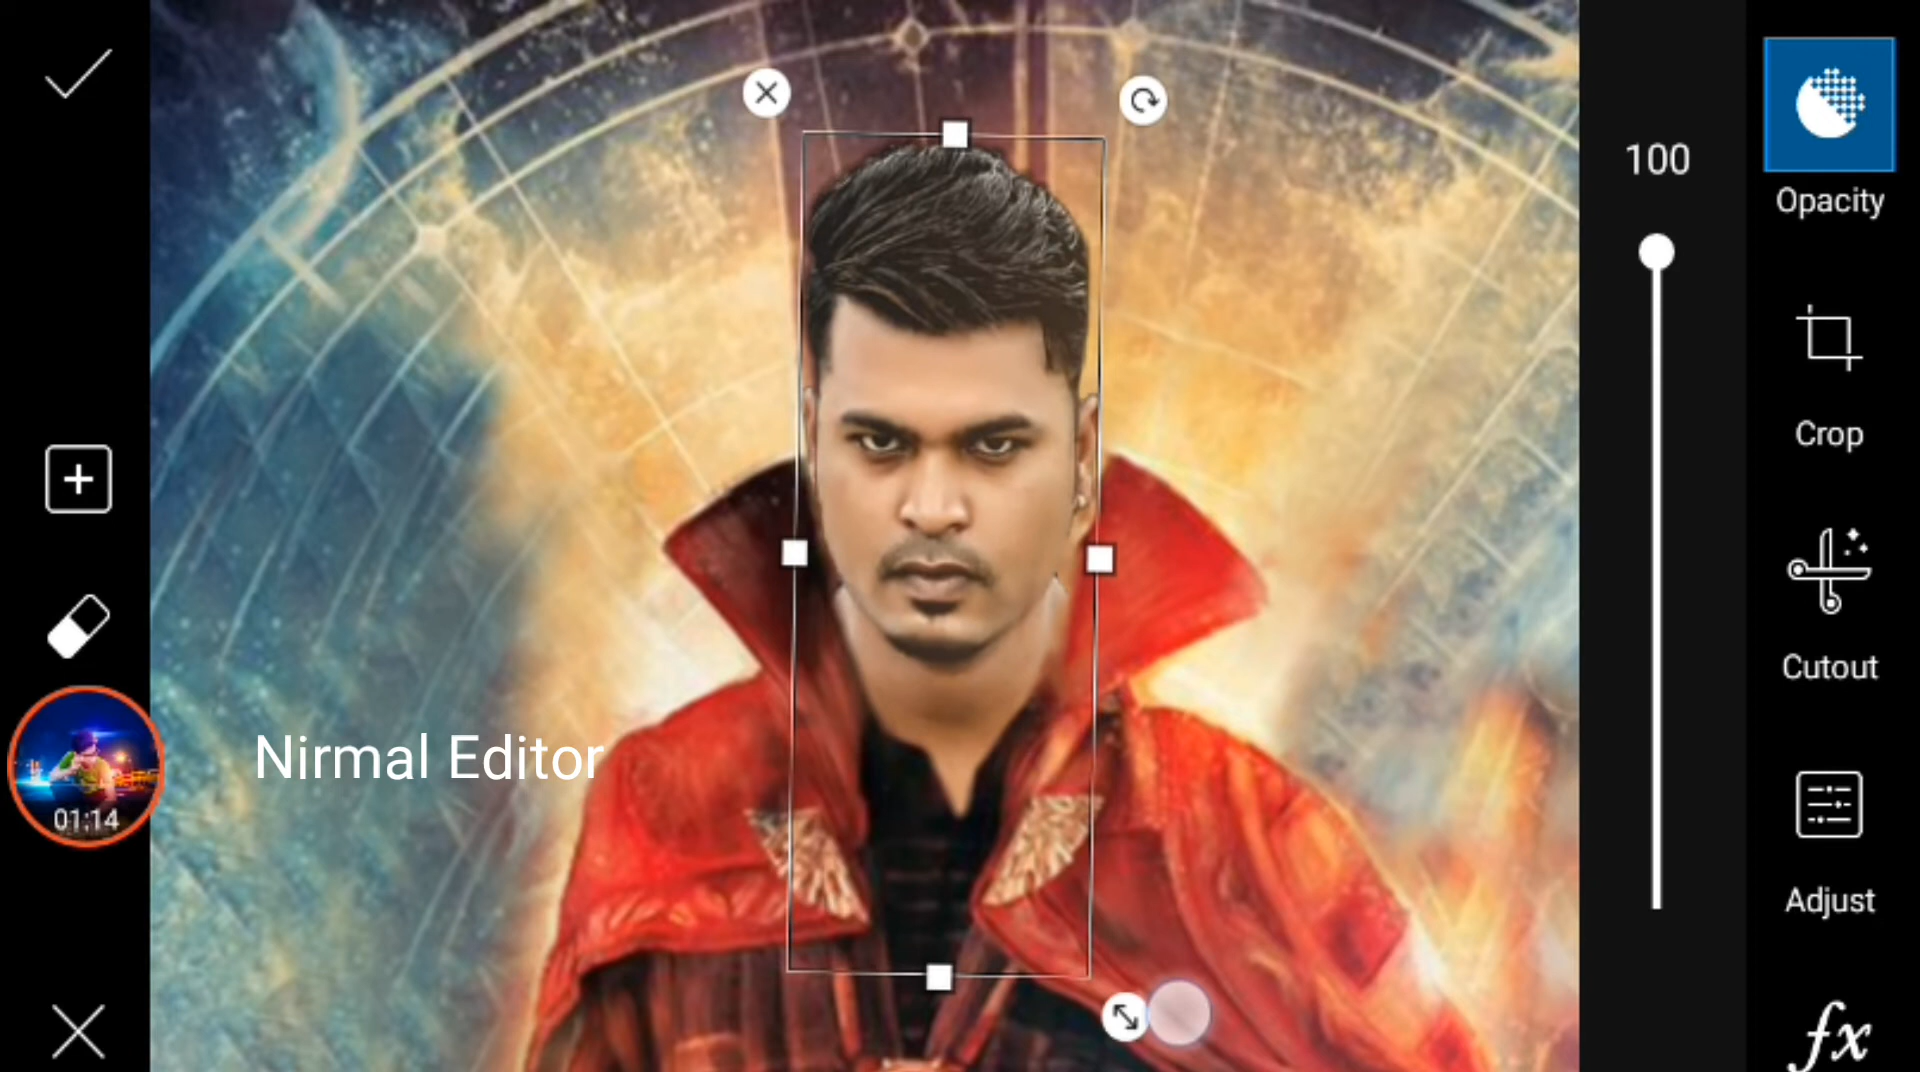 100
Opacity
Crop
Cutout
Nirmal Editor
01:14
Adjust
fx